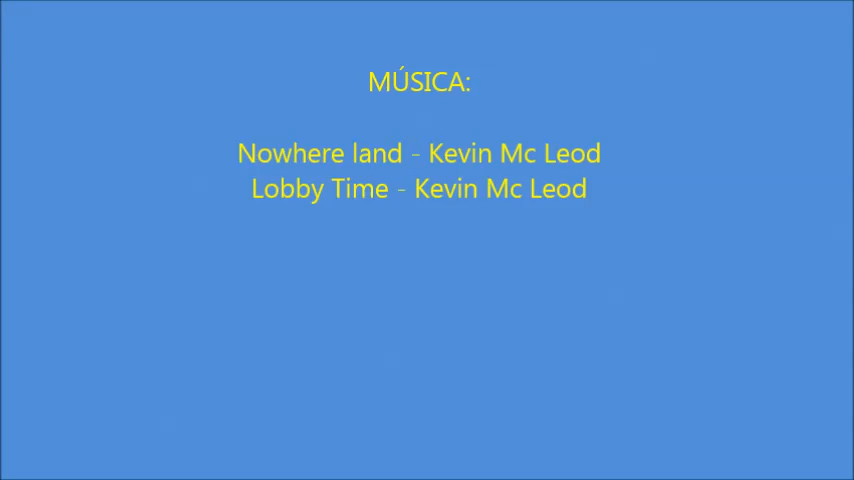 MÚSICA:
Nowhere land - Kevin Mc Leod
Lobby Time - Kevin Mc Leod